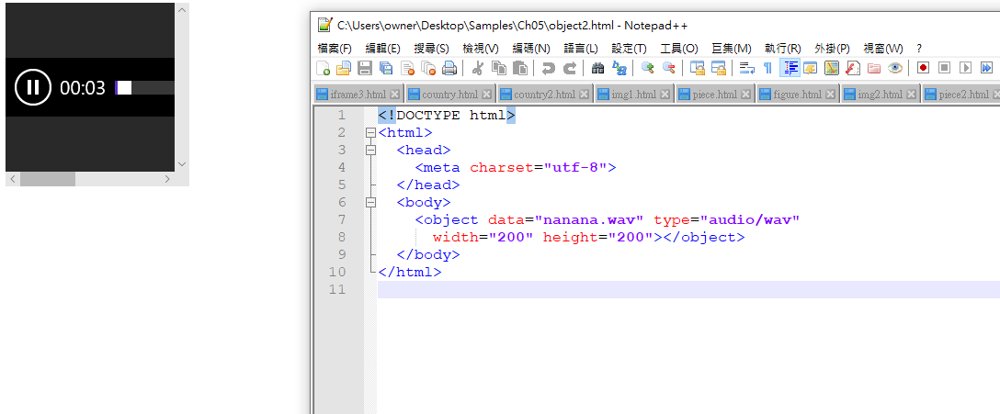 00:03
C:\Users\owner\Desktop\Samples\Ch05\object2.html - Notepad++
檔案(F) 編輯(E) 搜尋(S) 檢視(V) 編碼(N) 語言(L) 設定(T) 工具(O) 巨集(M) 執行(R) 外掛(P) 視窗(W) ?
iframe3.html country.html country2.html img1.html piece.html figure.html img2.html piece2.html
1 <!DOCTYPE html>
2 <html>
3 <head>
4 <meta charset="utf-8">
5 </head>
6 <body>
7 <object data="nanana.wav" type="audio/wav"
8 width="200" height="200"></object>
9 </body>
10 </html>
11